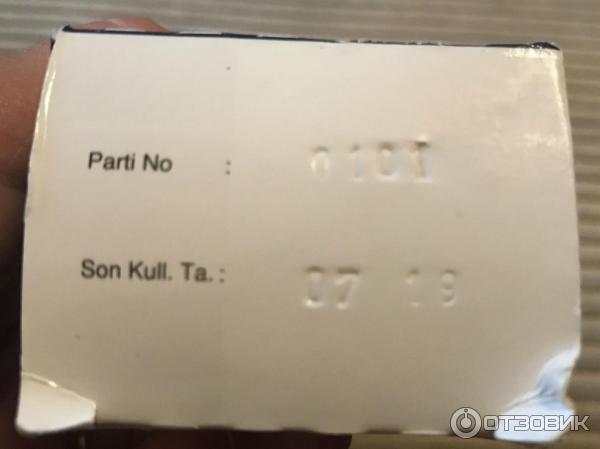 Parti No : 0101
Son Kull. Ta. : 07 19
ОТЗОВИК